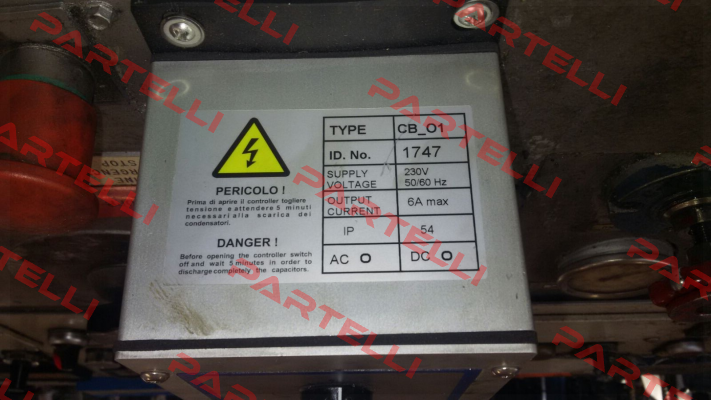 PERICOLO !
Prima di aprire il controller togliere
tensione e attendere 5 minuti
necessari alla scarica dei
condensatori.
DANGER !
Before opening the controller switch
off and wait 5 minutes in order to
discharge completely the capacitors.
TYPE CB_01
ID. No. 1747
SUPPLY VOLTAGE 230V 50/60 Hz
OUTPUT CURRENT 6A max
IP 54
AC O DC O
STOP
PARTELLI
PARTELLI
PARTELLI
PARTELLI
PARTELLI
PARTELLI
PARTELLI
PARTELLI
PARTELLI